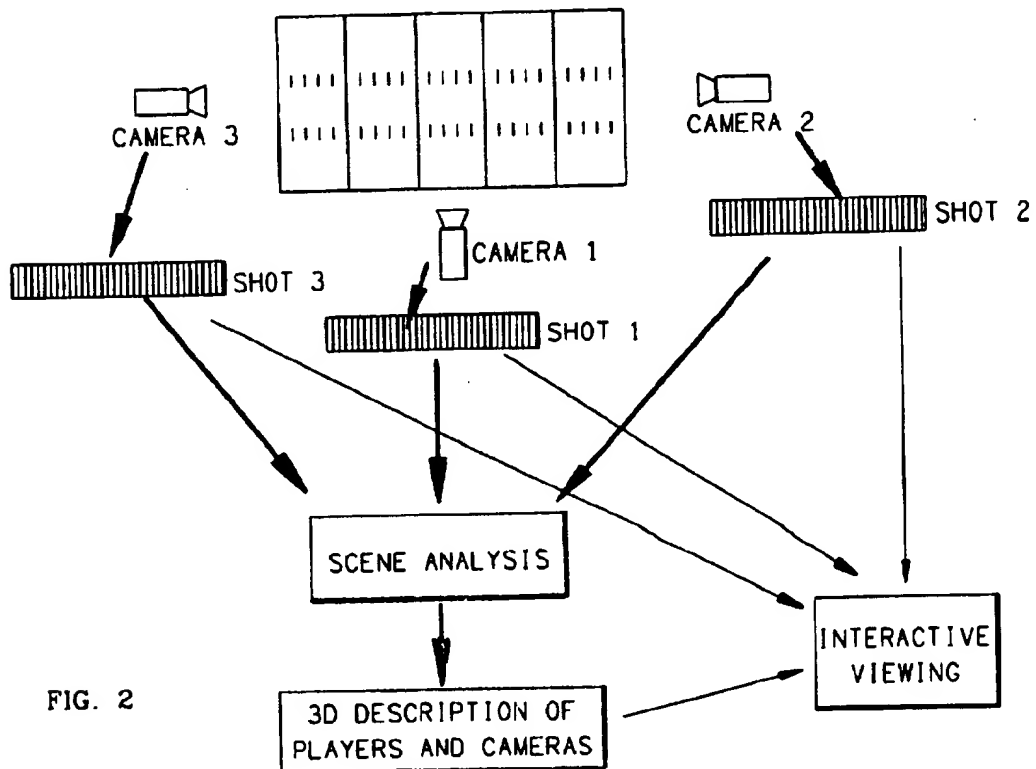 CAMERA 3
CAMERA 2
SHOT 2
CAMERA 1
SHOT 3
SHOT 1
SCENE ANALYSIS
INTERACTIVE
VIEWING
FIG. 2
3D DESCRIPTION OF
PLAYERS AND CAMERAS